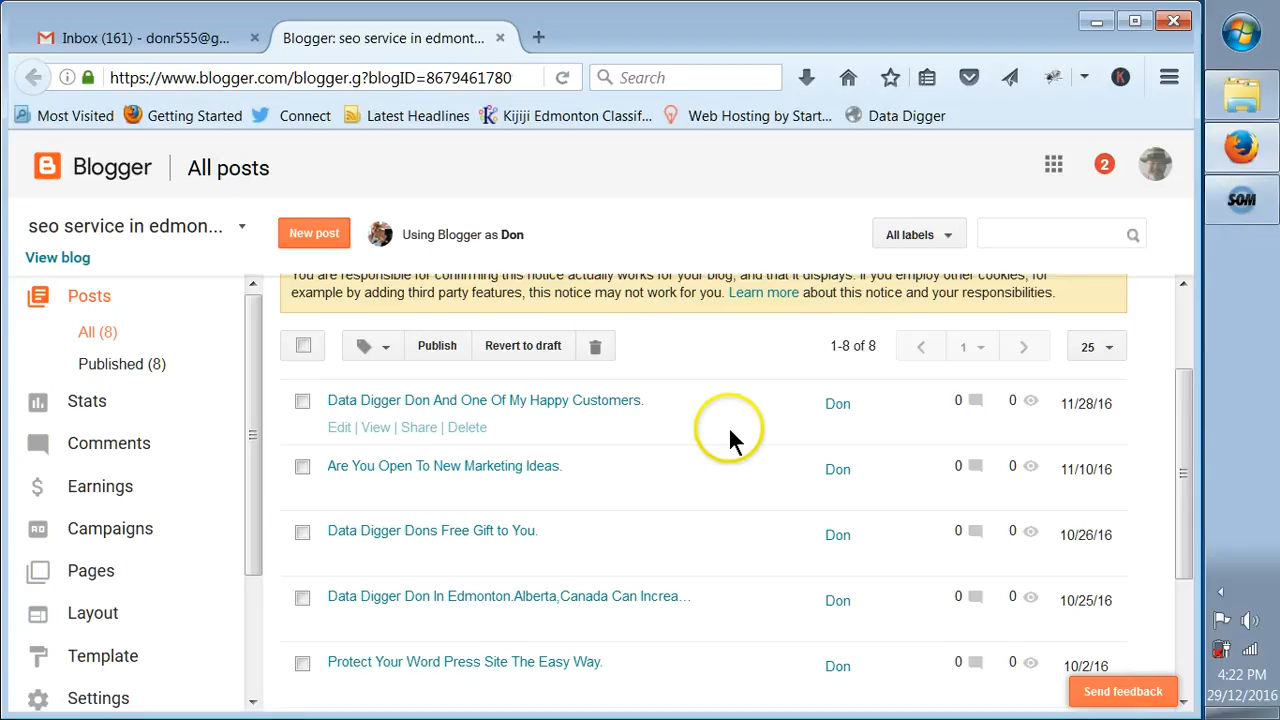 Inbox (161) - donr555@g...
Blogger: seo service in edmont...
https://www.blogger.com/blogger.g?blogID=8679461780
Search
Most Visited
Getting Started
Connect
Latest Headlines
Kijiji Edmonton Classif...
Web Hosting by Start...
Data Digger
Blogger
All posts
2
seo service in edmon...
New post
Using Blogger as Don
All labels
View blog
You are responsible for confirming this notice actually works for your blog, and that it displays. If you employ other cookies, for
example by adding third party features, this notice may not work for you. Learn more about this notice and your responsibilities.
Posts
All (8)
Published (8)
Stats
Comments
Earnings
Campaigns
Pages
Layout
Template
Settings
Publish
Revert to draft
1-8 of 8
1
25
Data Digger Don And One Of My Happy Customers.
Don
0
0
11/28/16
Edit | View | Share | Delete
Are You Open To New Marketing Ideas.
Don
0
0
11/10/16
Data Digger Dons Free Gift to You.
Don
0
0
10/26/16
Data Digger Don In Edmonton.Alberta,Canada Can Increa...
Don
0
0
10/25/16
Protect Your Word Press Site The Easy Way.
Don
0
0
10/2/16
Send feedback
K
SOM
4:22 PM
29/12/2016